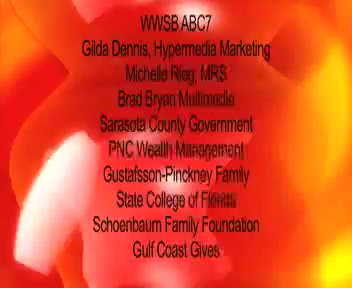 WWSB ABC7
Gilda Dennis, Hypermedia Marketing
Michelle Rieg, MRS
Brad Bryan Multimedia
Sarasota County Government
PNC Wealth Management
Gustafsson-Pinckney Family
State College of Florida
Schoenbaum Family Foundation
Gulf Coast Gives